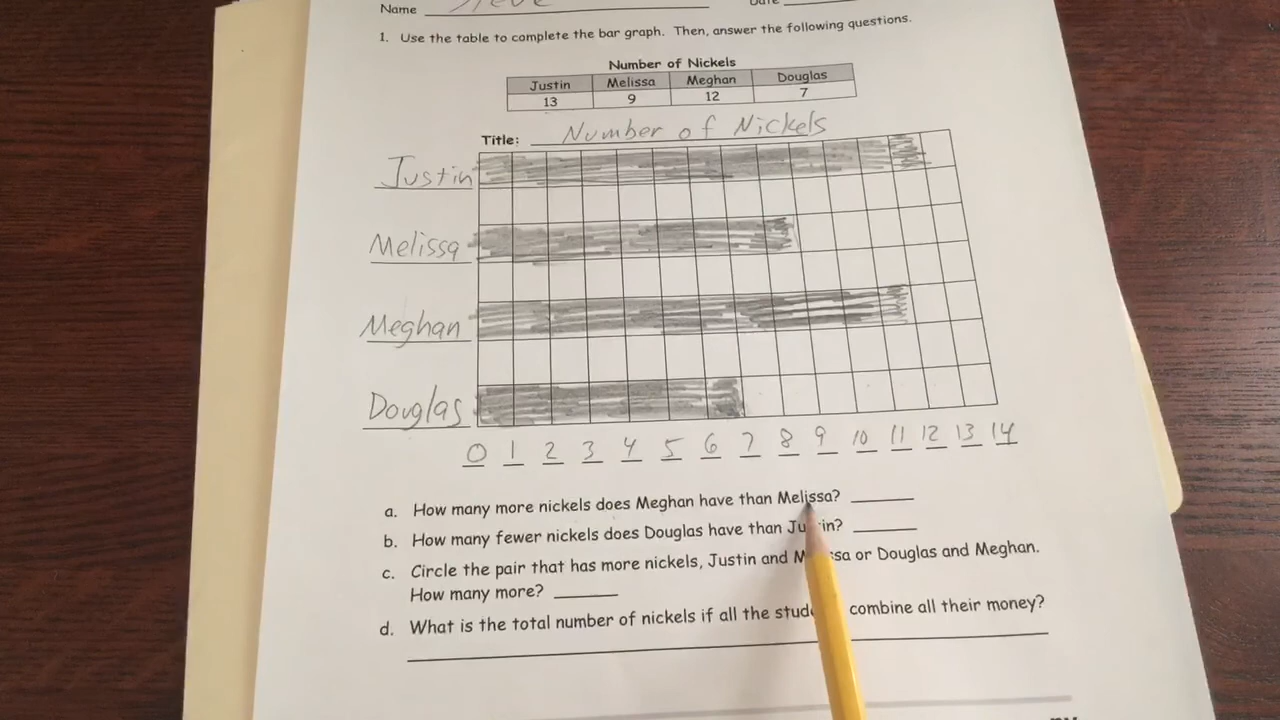 Name Steve Date
1. Use the table to complete the bar graph. Then, answer the following questions.
Number of Nickels
Justin Melissa Meghan Douglas
13 9 12 7
Title: Number of Nickels
Justin
Melissa
Meghan
Douglas
0 1 2 3 4 5 6 7 8 9 10 11 12 13 14
a. How many more nickels does Meghan have than Melissa?
b. How many fewer nickels does Douglas have than Justin?
c. Circle the pair that has more nickels, Justin and Melissa or Douglas and Meghan.
How many more?
d. What is the total number of nickels if all the combine all their money?